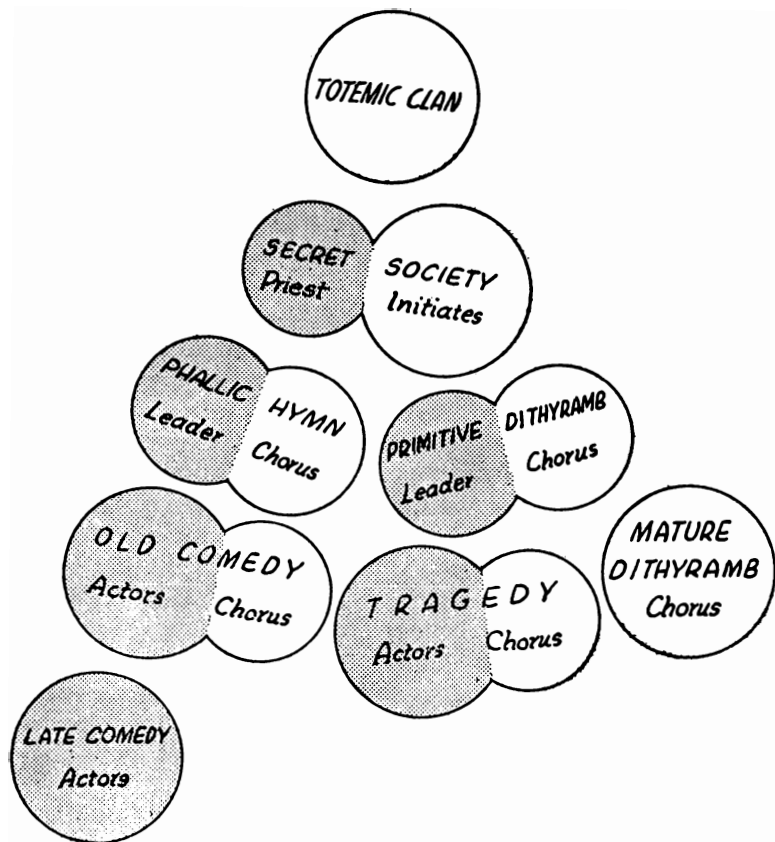 TOTEMIC CLAN
SECRET
Priest
SOCIETY
Initiates
PHALLIC HYMN
Leader Chorus
PRIMITIVE DITHYRAMB
Leader Chorus
OLD COMEDY
Actors Chorus
TRAGEDY
Actors Chorus
MATURE
DITHYRAMB
Chorus
LATE COMEDY
Actors